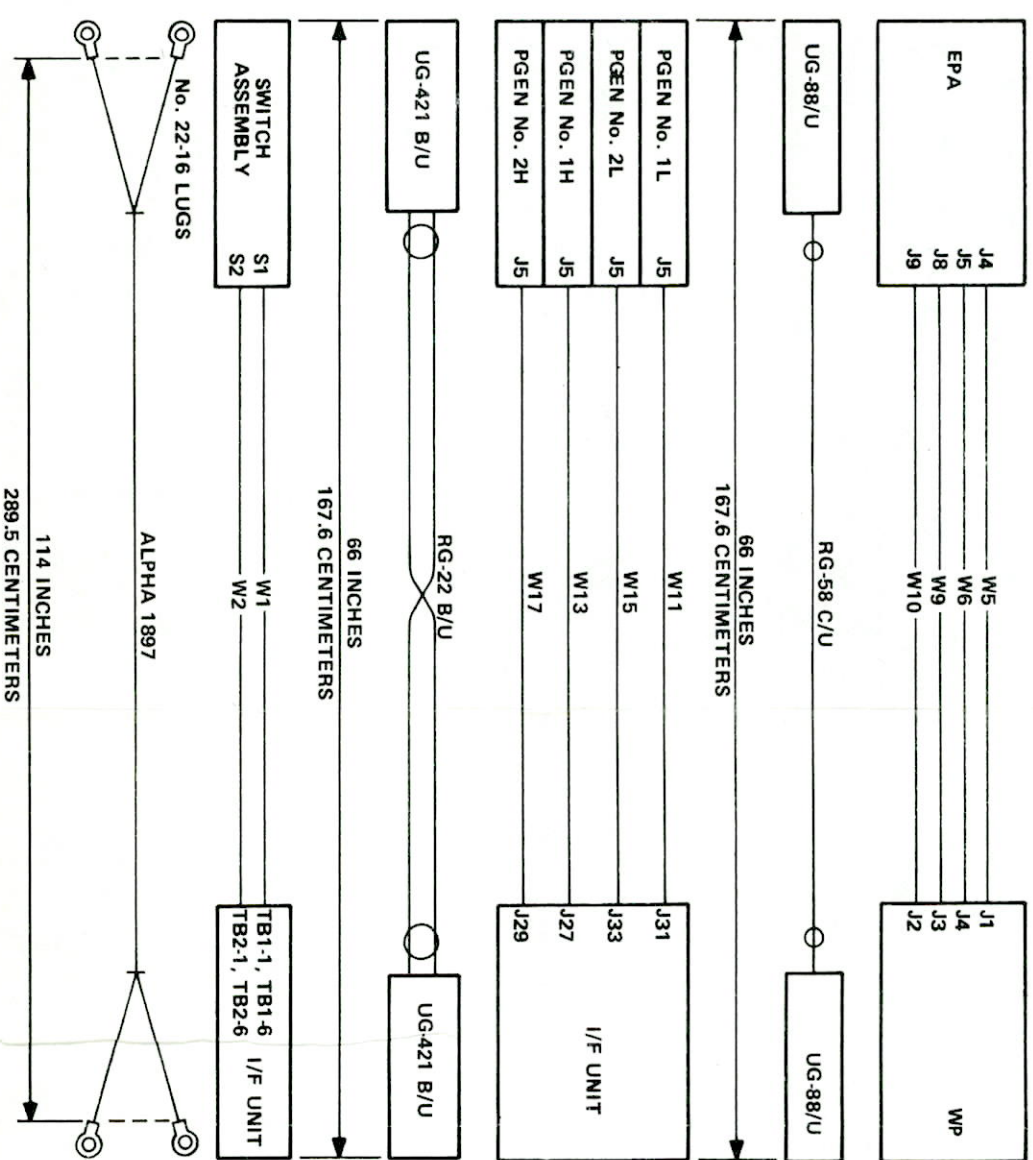 EPA
J4
J5
J8
J9
W5
W6
W9
W10
J1
J4
J3
J2
WP
UG-88/U
RG-58 C/U
UG-88/U
66 INCHES
167.6 CENTIMETERS
PGEN No. 1L J5
PGEN No. 2L J5
PGEN No. 1H J5
PGEN No. 2H J5
W11
W15
W13
W17
J31
J33
J27
J29
I/F UNIT
UG-421 B/U
RG-22 B/U
UG-421 B/U
66 INCHES
167.6 CENTIMETERS
SWITCH
ASSEMBLY
S1
S2
W1
W2
TB1-1, TB1-6
TB2-1, TB2-6
I/F UNIT
No. 22-16 LUGS
ALPHA 1897
114 INCHES
289.5 CENTIMETERS